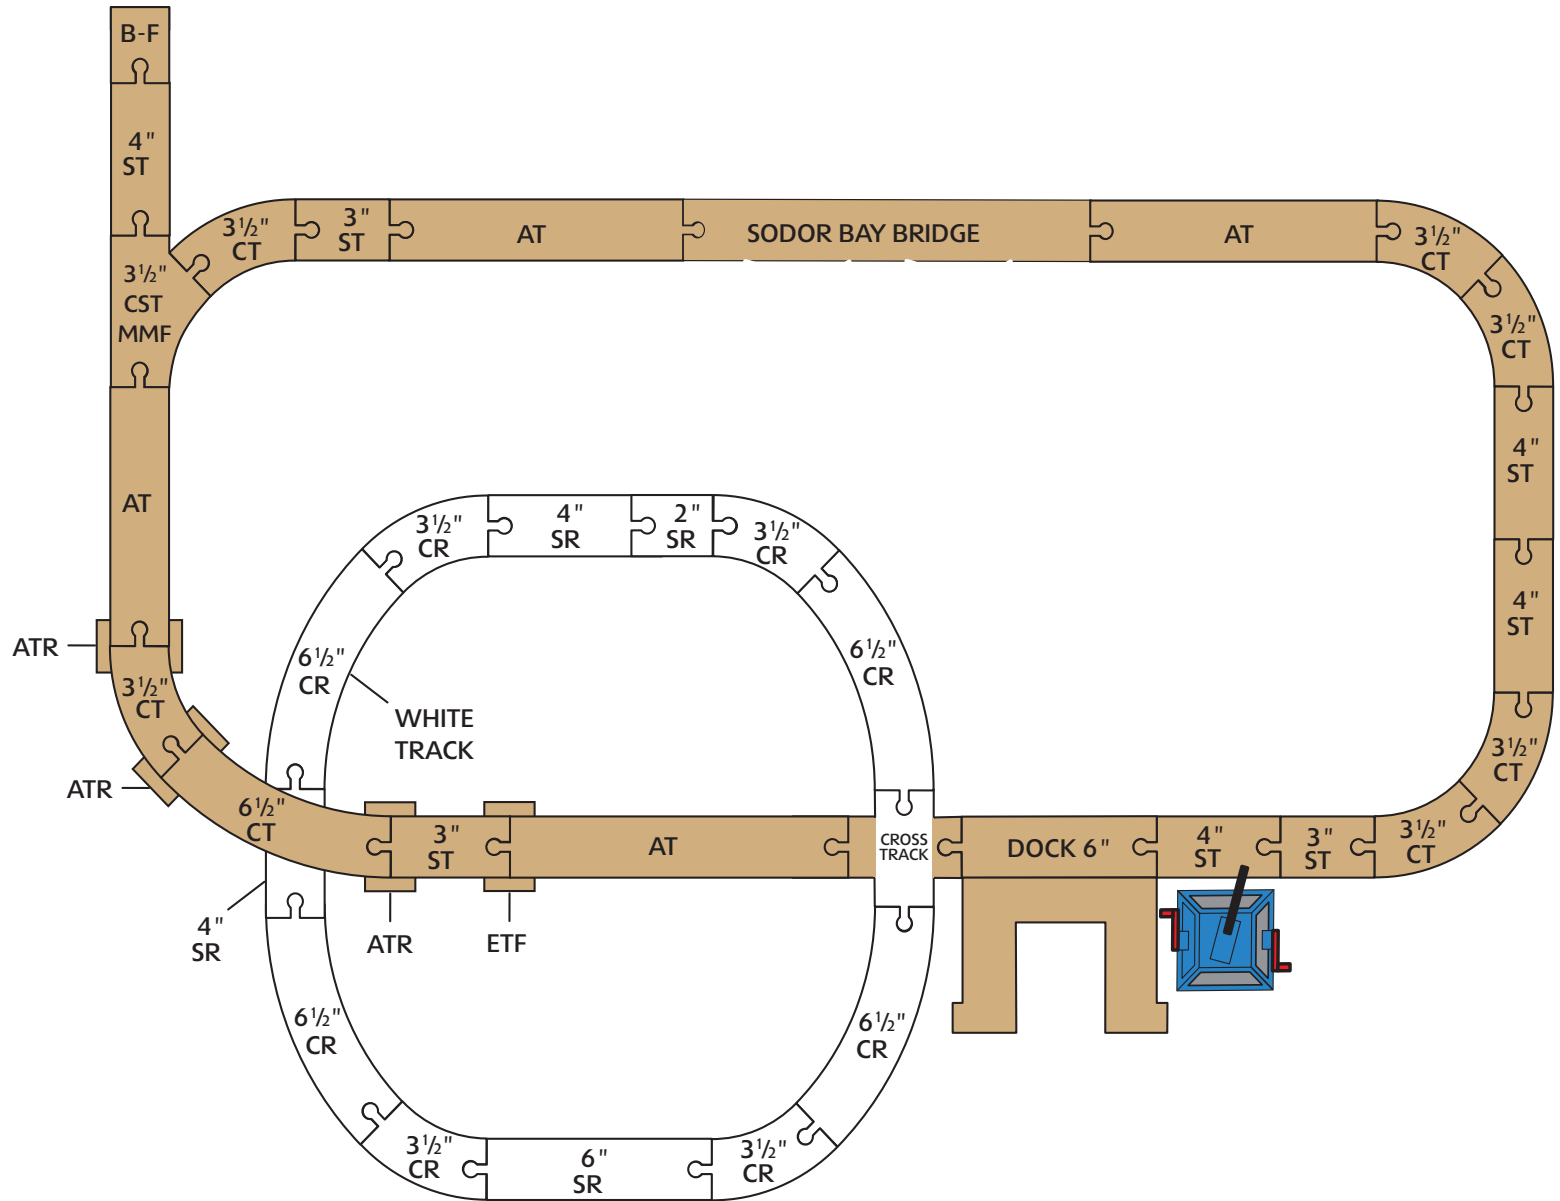 B-F
4"
ST
3½"
CST
MMF
3½"
CT
3"
ST
AT
SODOR BAY BRIDGE
AT
3½"
CT
3½"
CT
4"
ST
4"
ST
3½"
CT
3½"
CT
3"
ST
4"
ST
DOCK 6"
CROSS
TRACK
AT
3"
ST
6½"
CT
3½"
CT
AT
ATR
ATR
ATR
ETF
3½"
CR
4"
SR
2"
SR
3½"
CR
6½"
CR
6½"
CR
WHITE
TRACK
4"
SR
6½"
CR
6½"
CR
3½"
CR
6"
SR
3½"
CR